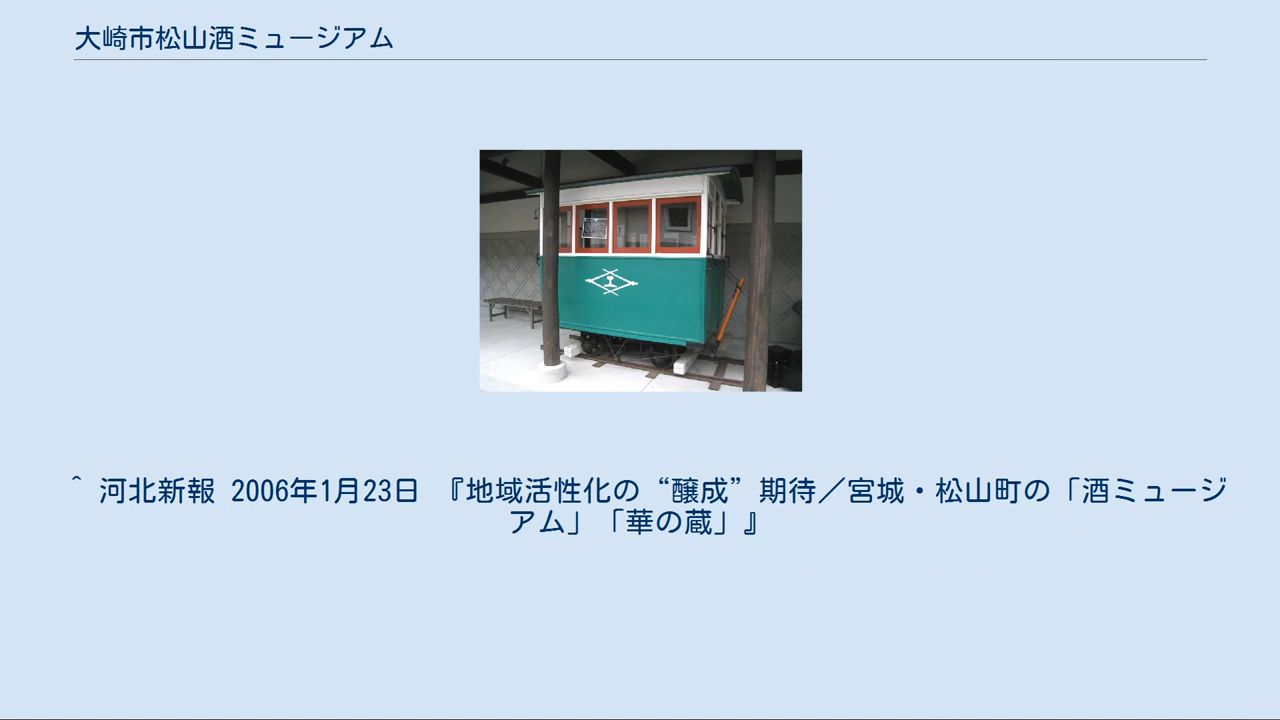 大崎市松山酒ミュージアム
^ 河北新報 2006年1月23日 『地域活性化の“醸成”期待／宮城・松山町の「酒ミュージ
アム」「華の蔵」』